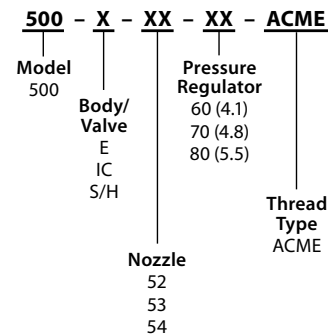 500 – X – XX – XX – ACME
Model
500
Body/
Valve
E
IC
S/H
Nozzle
52
53
54
Pressure
Regulator
60 (4.1)
70 (4.8)
80 (5.5)
Thread
Type
ACME